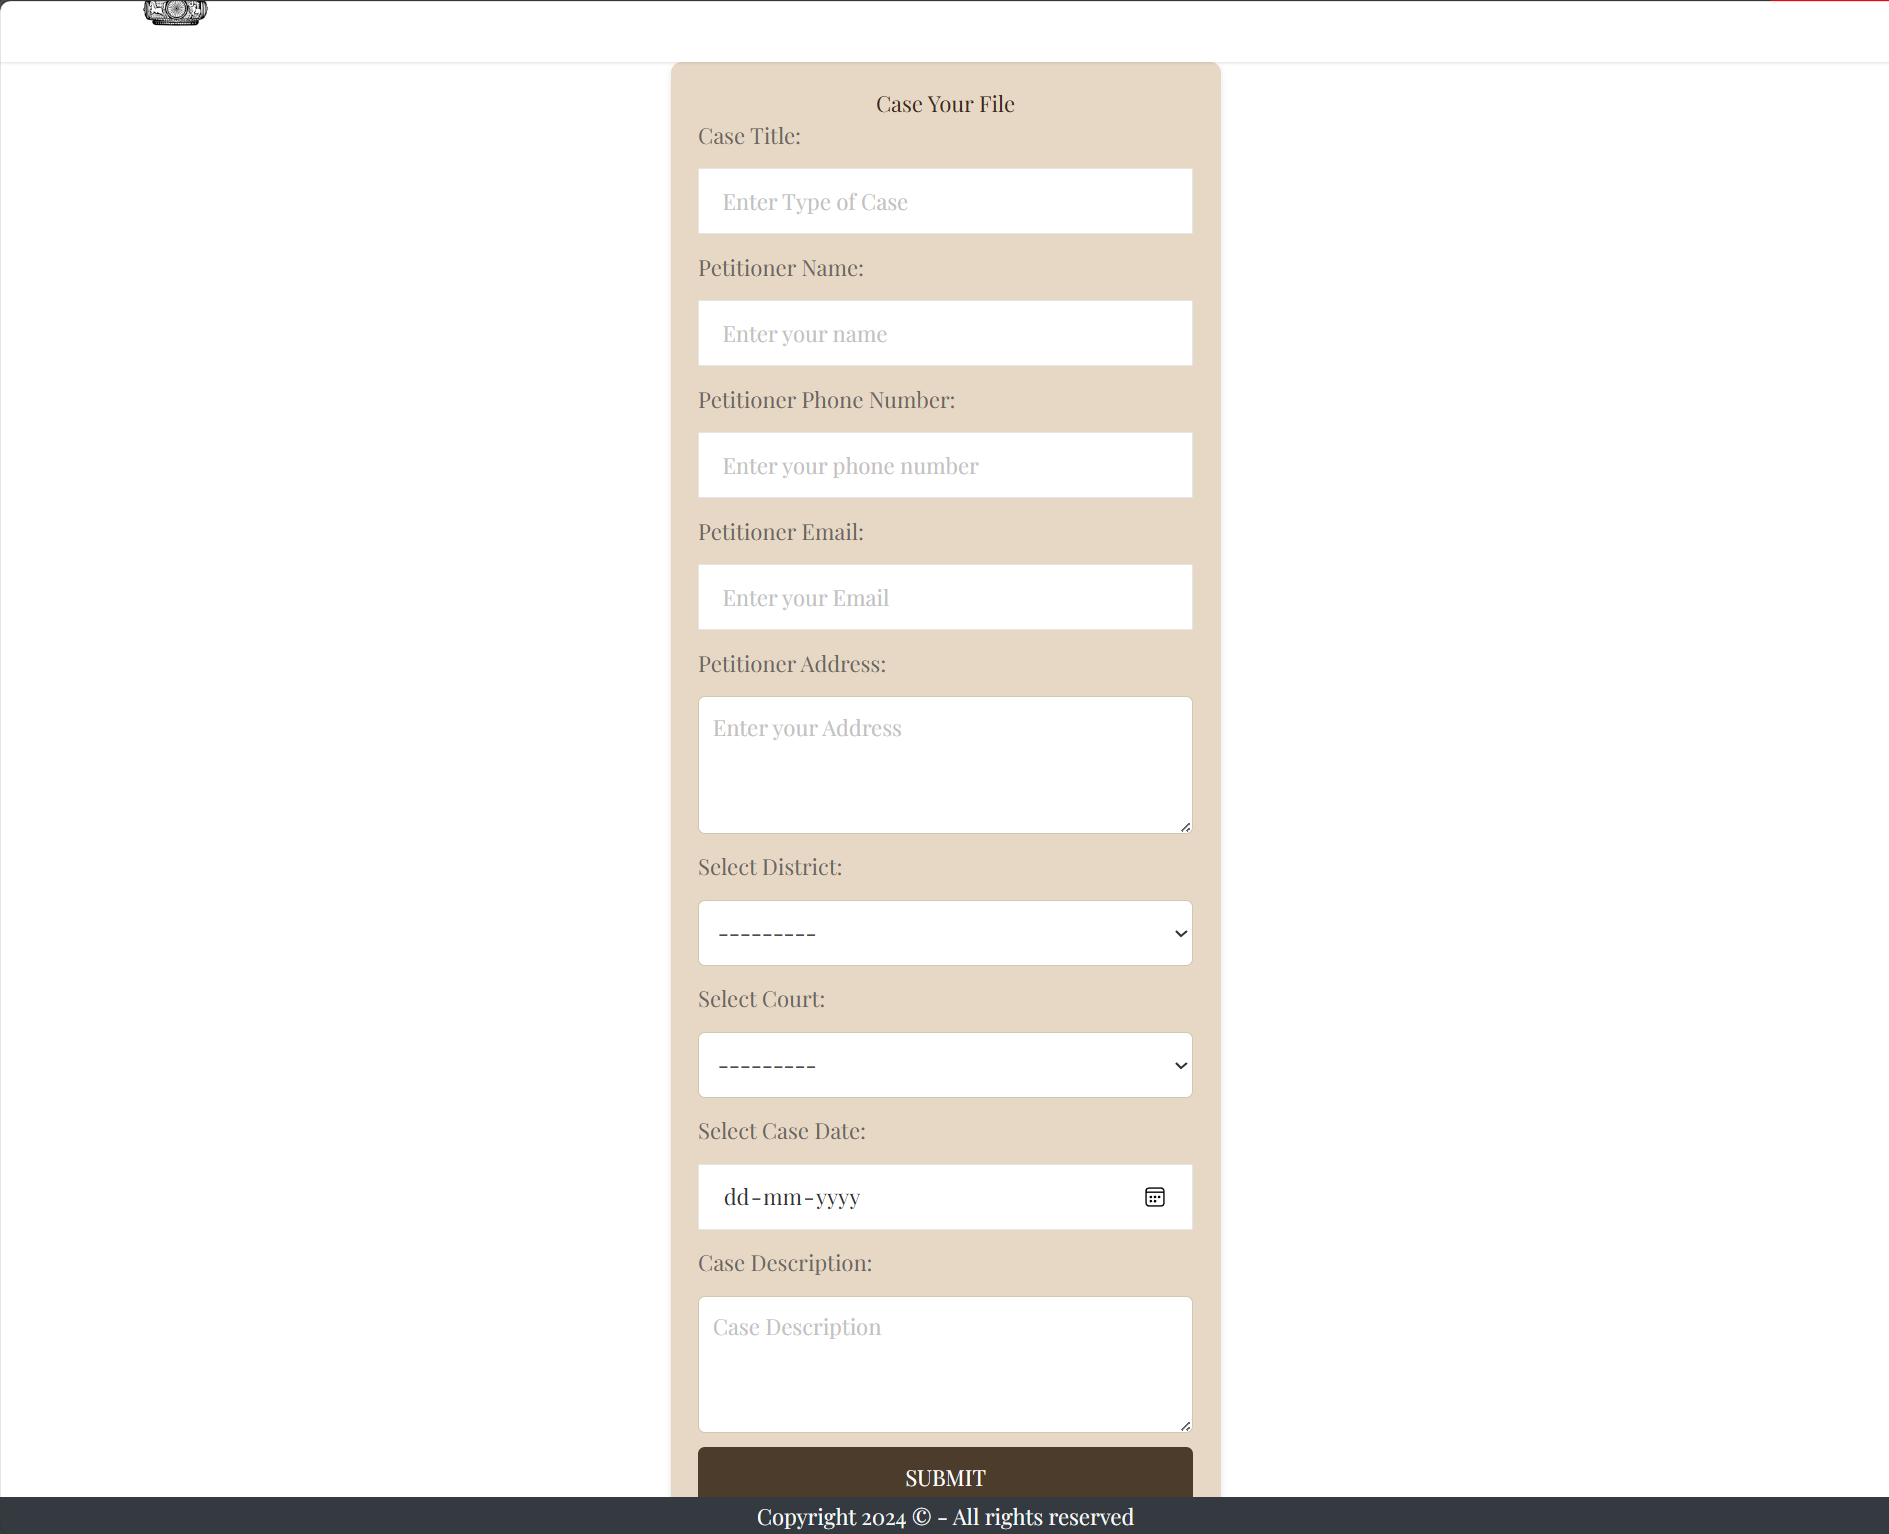 Case Your File
Case Title:
Enter Type of Case
Petitioner Name:
Enter your name
Petitioner Phone Number:
Enter your phone number
Petitioner Email:
Enter your Email
Petitioner Address:
Enter your Address
Select District:
---------
Select Court:
---------
Select Case Date:
dd-mm-yyyy
Case Description:
Case Description
SUBMIT
Copyright 2024 © - All rights reserved